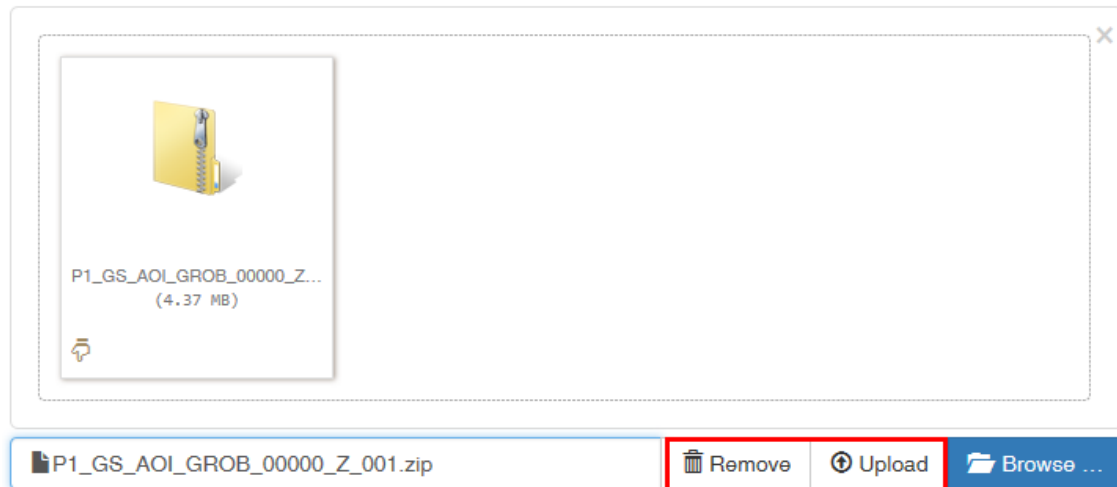 P1_GS_AOI_GROB_00000_Z...
(4.37 MB)
P1_GS_AOI_GROB_00000_Z_001.zip Remove Upload Browse ...